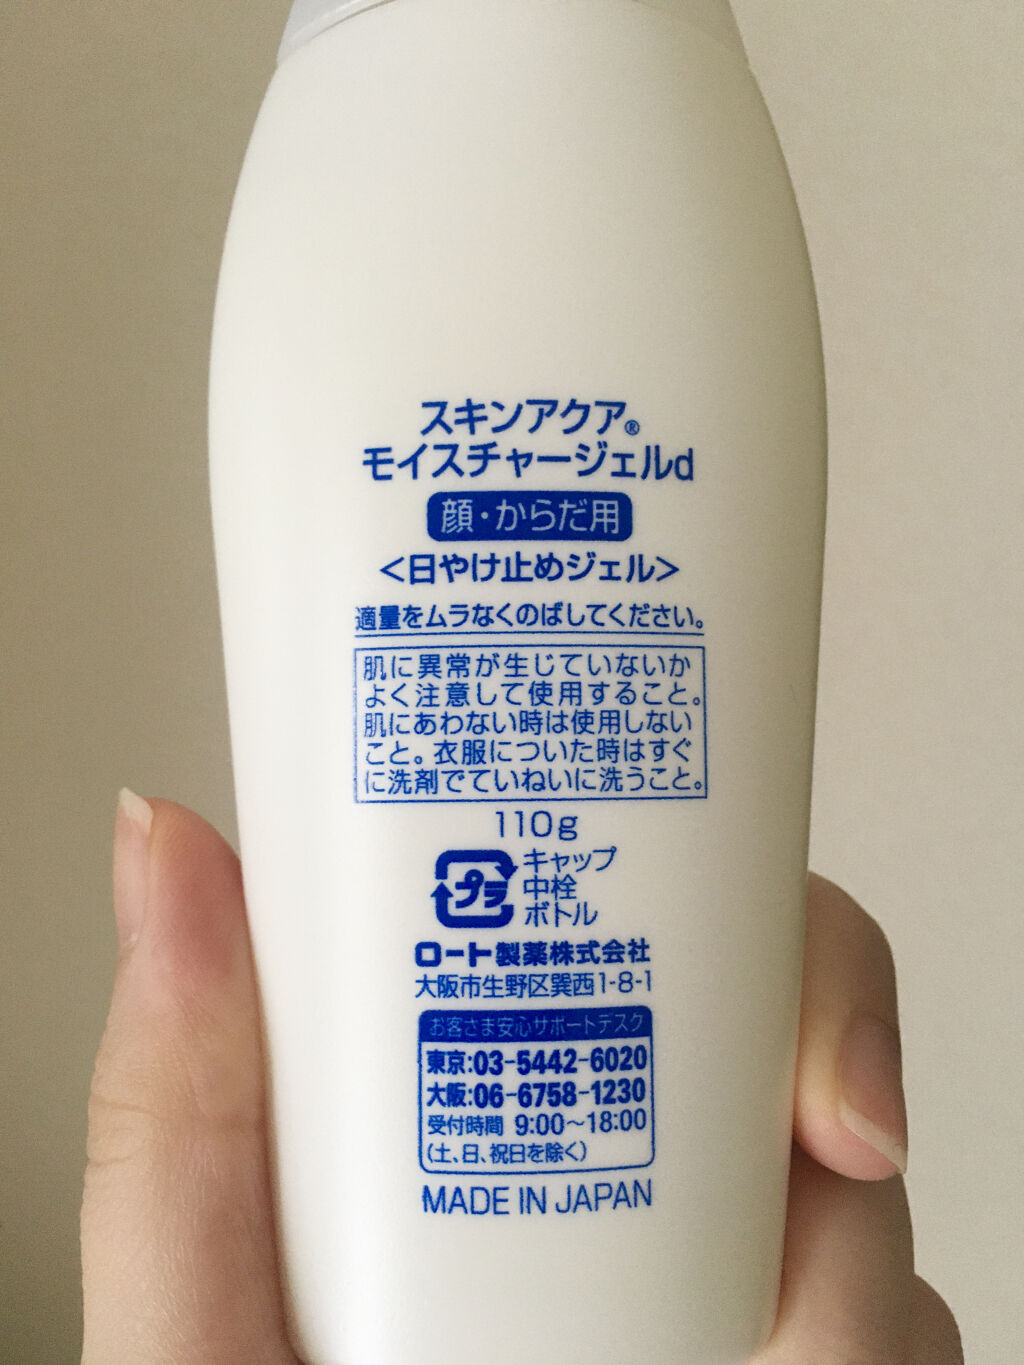 スキンアクア®
モイスチャージェルd
顔・からだ用
<日やけ止めジェル>
適量をムラなくのばしてください。
肌に異常が生じていないか
よく注意して使用すること。
肌にあわない時は使用しない
こと。衣服についた時はすぐ
に洗剤でていねいに洗うこと。
110g
プラ
キャップ
中栓
ボトル
ロート製薬株式会社
大阪市生野区巽西1-8-1
お客さま安心サポートデスク
東京:03-5442-6020
大阪:06-6758-1230
受付時間 9:00〜18:00
(土、日、祝日を除く)
MADE IN JAPAN